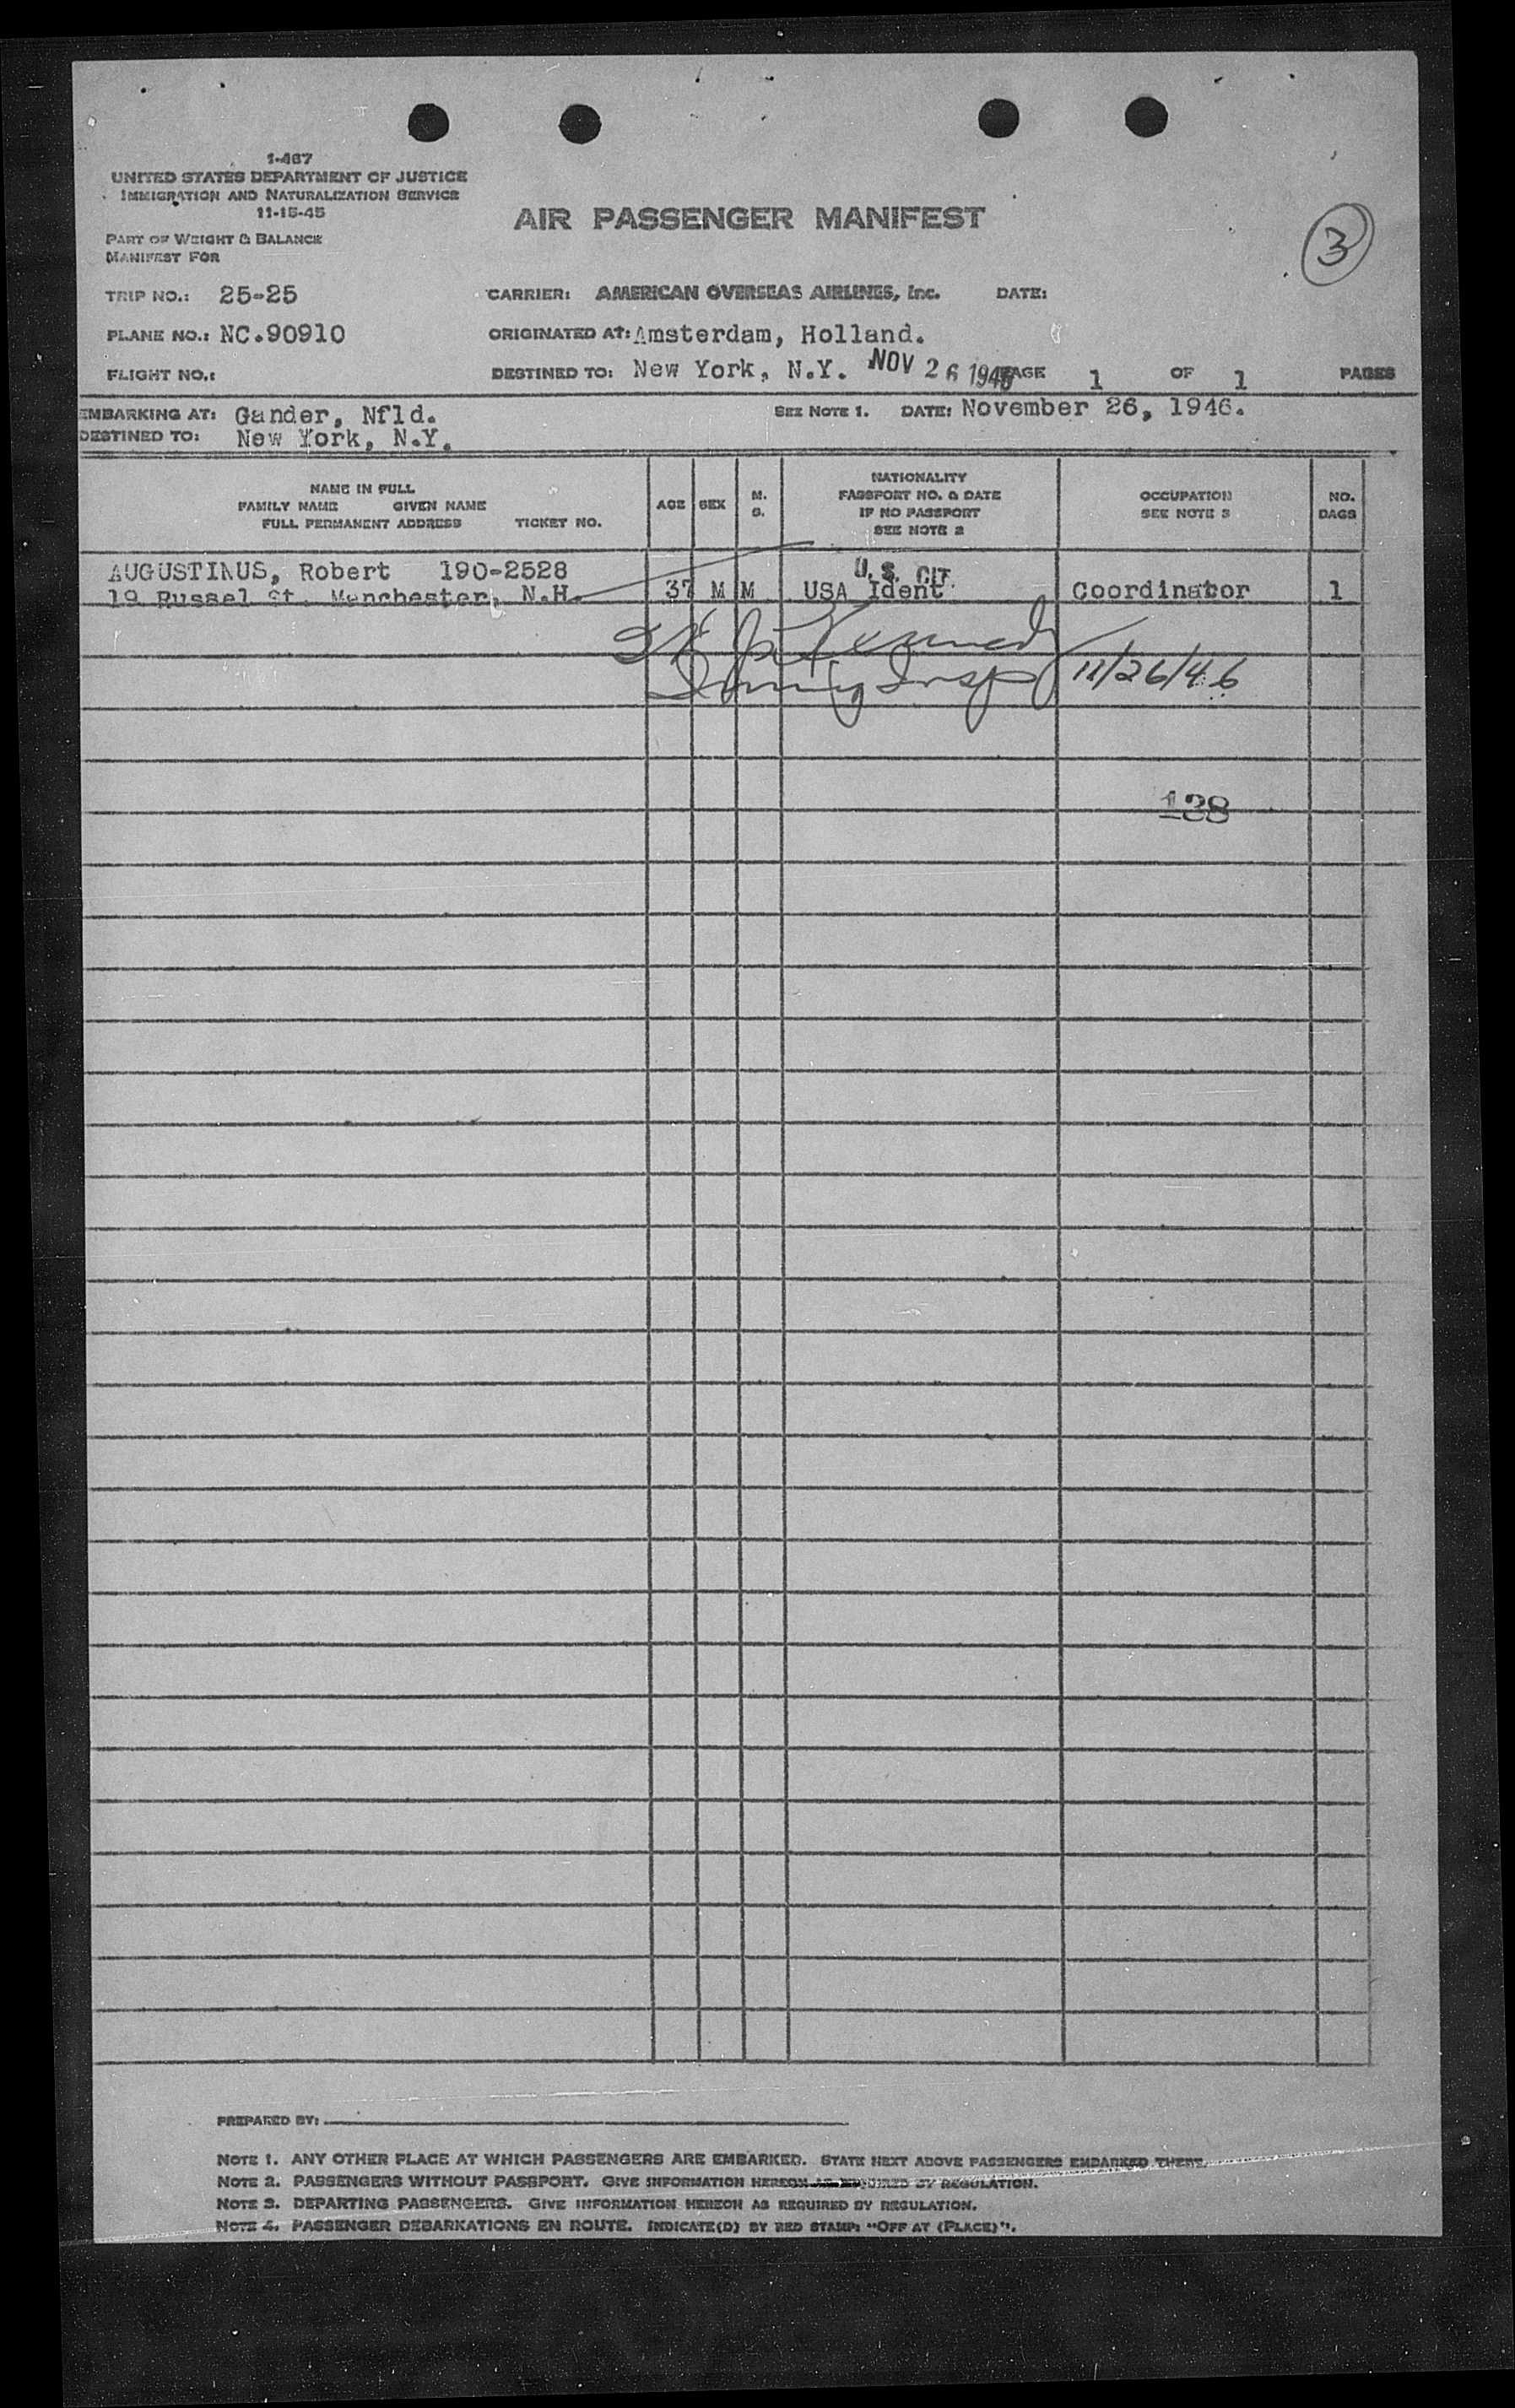 1-467
UNITED STATES DEPARTMENT OF JUSTICE
IMMIGRATION AND NATURALIZATION SERVICE
11-15-45
AIR PASSENGER MANIFEST
3
PART OF WEIGHT & BALANCE
MANIFEST FOR
TRIP NO.: 25-25 CARRIER: AMERICAN OVERSEAS AIRLINES, Inc. DATE:
PLANE NO.: NC.90910 ORIGINATED AT: Amsterdam, Holland.
FLIGHT NO.: DESTINED TO: New York, N.Y. NOV 26 1946 PAGE 1 OF 1 PAGES
EMBARKING AT: Gander, Nfld. SEE NOTE 1. DATE: November 26, 1946.
DESTINED TO: New York, N.Y.
NAME IN FULL
FAMILY NAME GIVEN NAME
FULL PERMANENT ADDRESS TICKET NO.
AGE
SEX
M.
S.
NATIONALITY
PASSPORT NO. & DATE
IF NO PASSPORT
SEE NOTE 2
OCCUPATION
SEE NOTE 3
NO.
BAGS
AUGUSTINUS, Robert 190-2528 U.S. CIT.
19 Russel St. Manchester, N.H. 37 M M USA Ident Coordinator 1
Kennedy
Immig Insp 11/26/46
138
PREPARED BY:
NOTE 1. ANY OTHER PLACE AT WHICH PASSENGERS ARE EMBARKED. STATE NEXT ABOVE PASSENGERS EMBARKED THERE.
NOTE 2. PASSENGERS WITHOUT PASSPORT. GIVE INFORMATION HEREON AS REQUIRED BY REGULATION.
NOTE 3. DEPARTING PASSENGERS. GIVE INFORMATION HEREON AS REQUIRED BY REGULATION.
NOTE 4. PASSENGER DEBARKATIONS EN ROUTE. INDICATE(D) BY RED STAMP: "OFF AT (PLACE)".